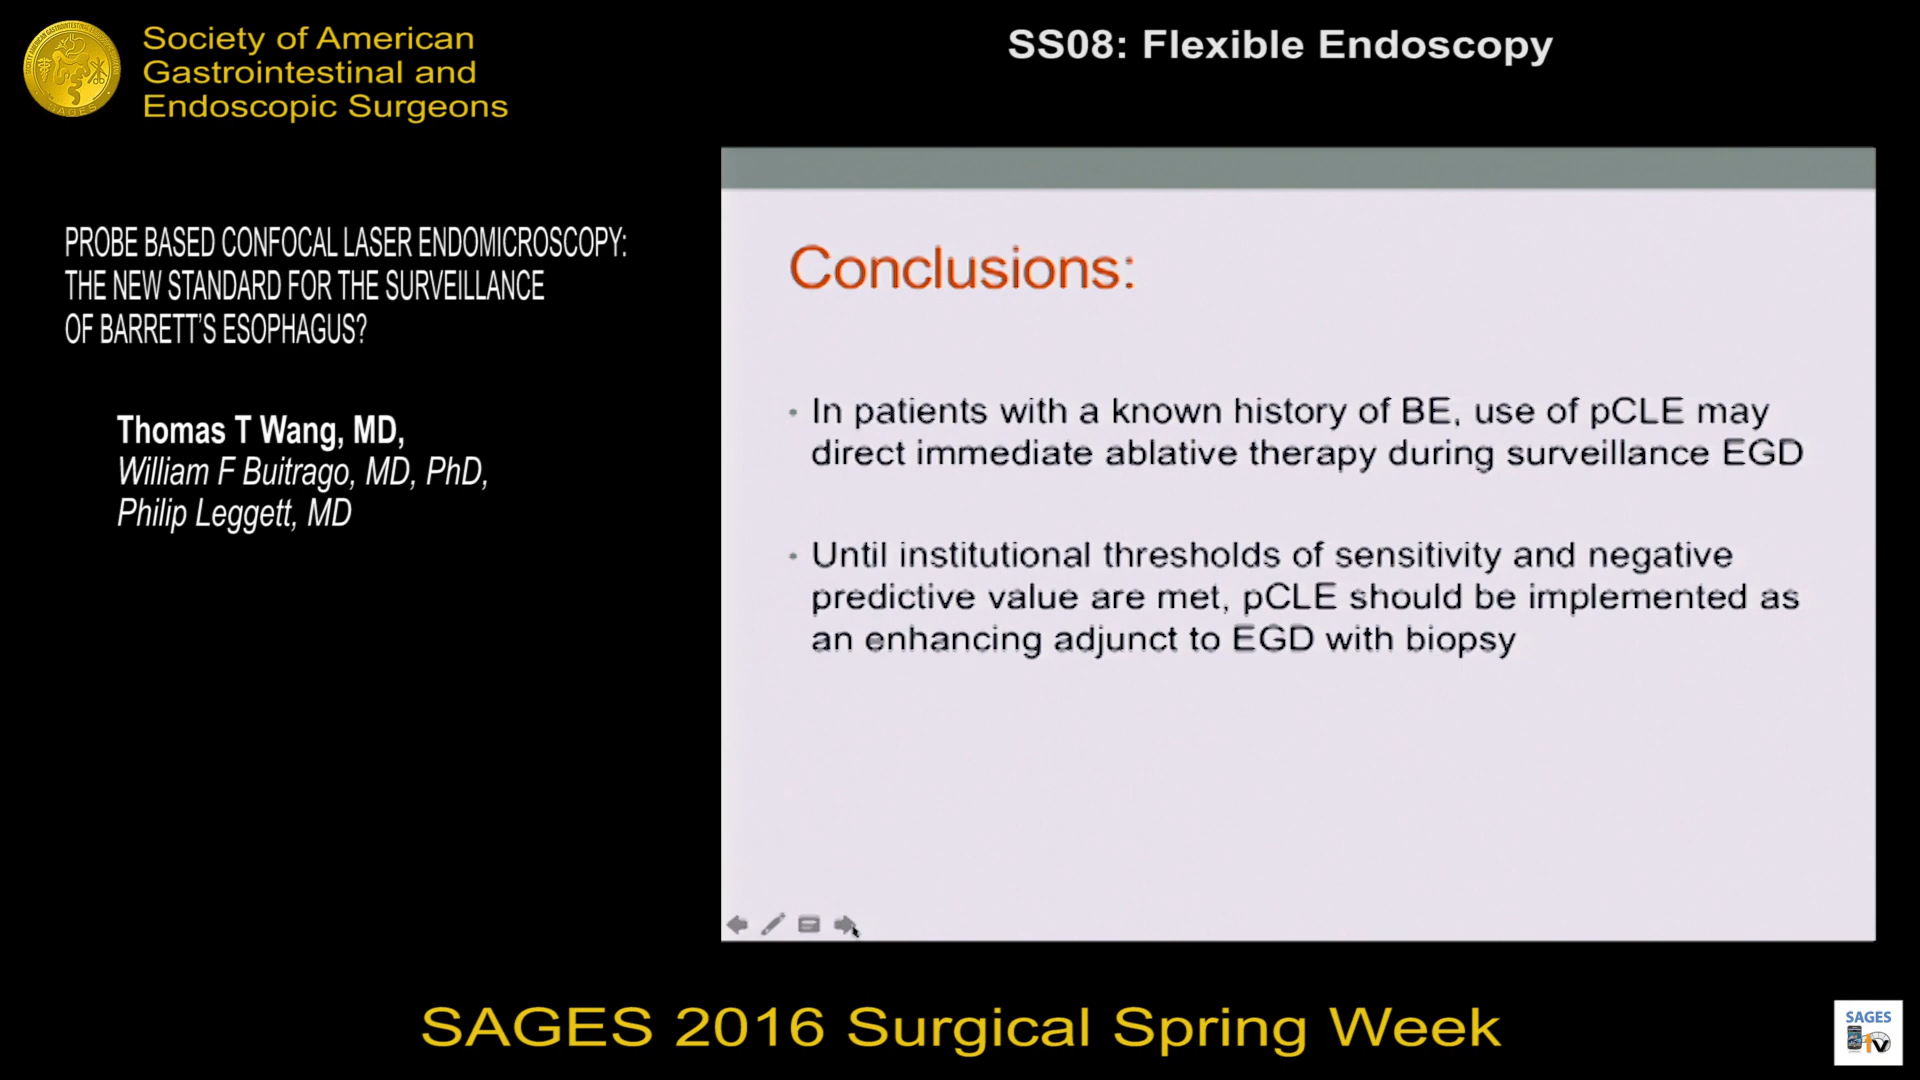 Society of American
Gastrointestinal and
Endoscopic Surgeons
SS08: Flexible Endoscopy
PROBE BASED CONFOCAL LASER ENDOMICROSCOPY:
THE NEW STANDARD FOR THE SURVEILLANCE
OF BARRETT'S ESOPHAGUS?
Thomas T Wang, MD,
William F Buitrago, MD, PhD,
Philip Leggett, MD
Conclusions:
• In patients with a known history of BE, use of pCLE may
direct immediate ablative therapy during surveillance EGD
• Until institutional thresholds of sensitivity and negative
predictive value are met, pCLE should be implemented as
an enhancing adjunct to EGD with biopsy
SAGES 2016 Surgical Spring Week
SAGES
TV